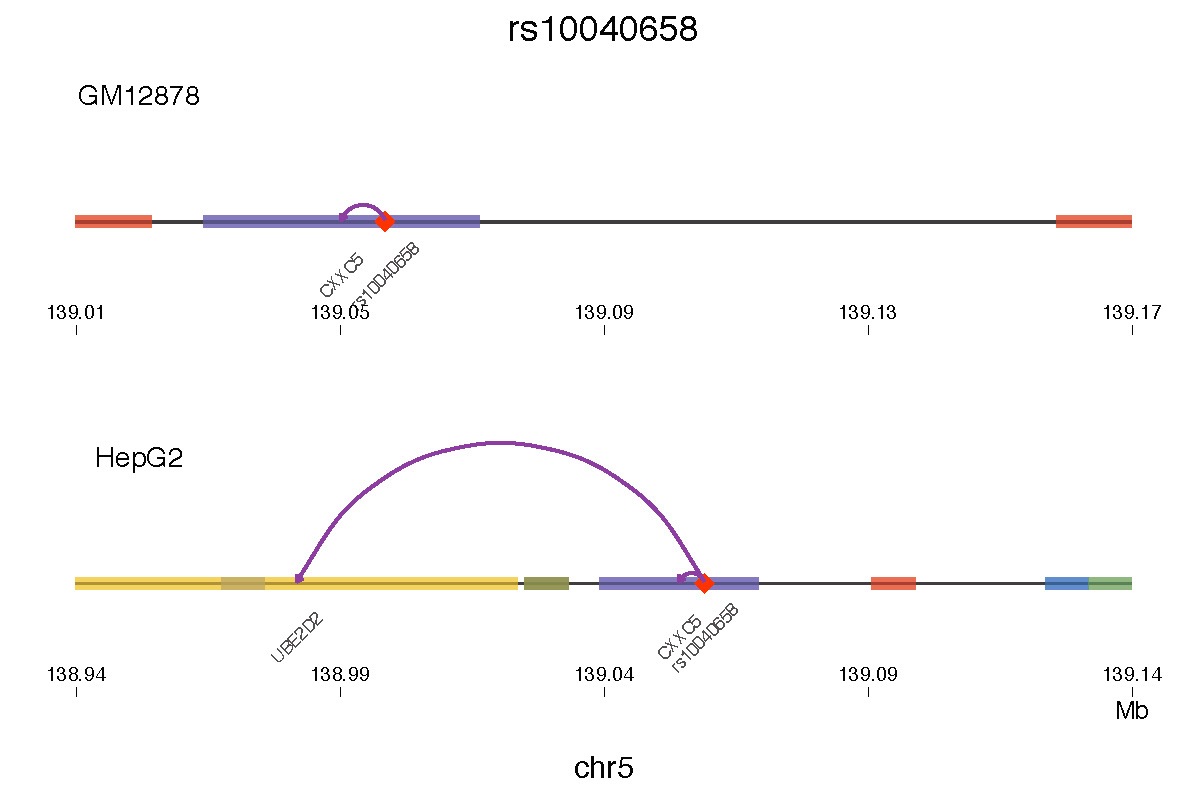 rs10040658
GM12878
CXXC5
rs10040658
139.01 139.05 139.09 139.13 139.17
HepG2
UBE2D2
CXXC5
rs10040658
138.94 138.99 139.04 139.09 139.14
Mb
chr5